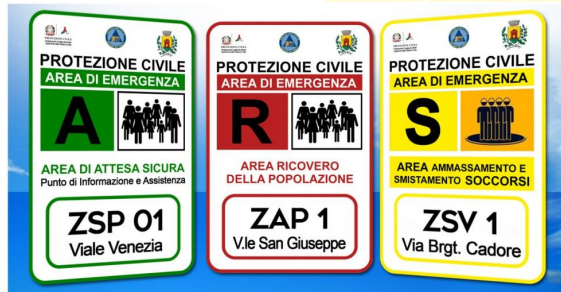 PROTEZIONE CIVILE
AREA DI EMERGENZA
A
AREA DI ATTESA SICURA
Punto di Informazione e Assistenza
ZSP 01
Viale Venezia
PROTEZIONE CIVILE
AREA DI EMERGENZA
R
AREA RICOVERO
DELLA POPOLAZIONE
ZAP 1
V.le San Giuseppe
PROTEZIONE CIVILE
AREA DI EMERGENZA
S
AREA AMMASSAMENTO E
SMISTAMENTO SOCCORSI
ZSV 1
Via Brgt. Cadore